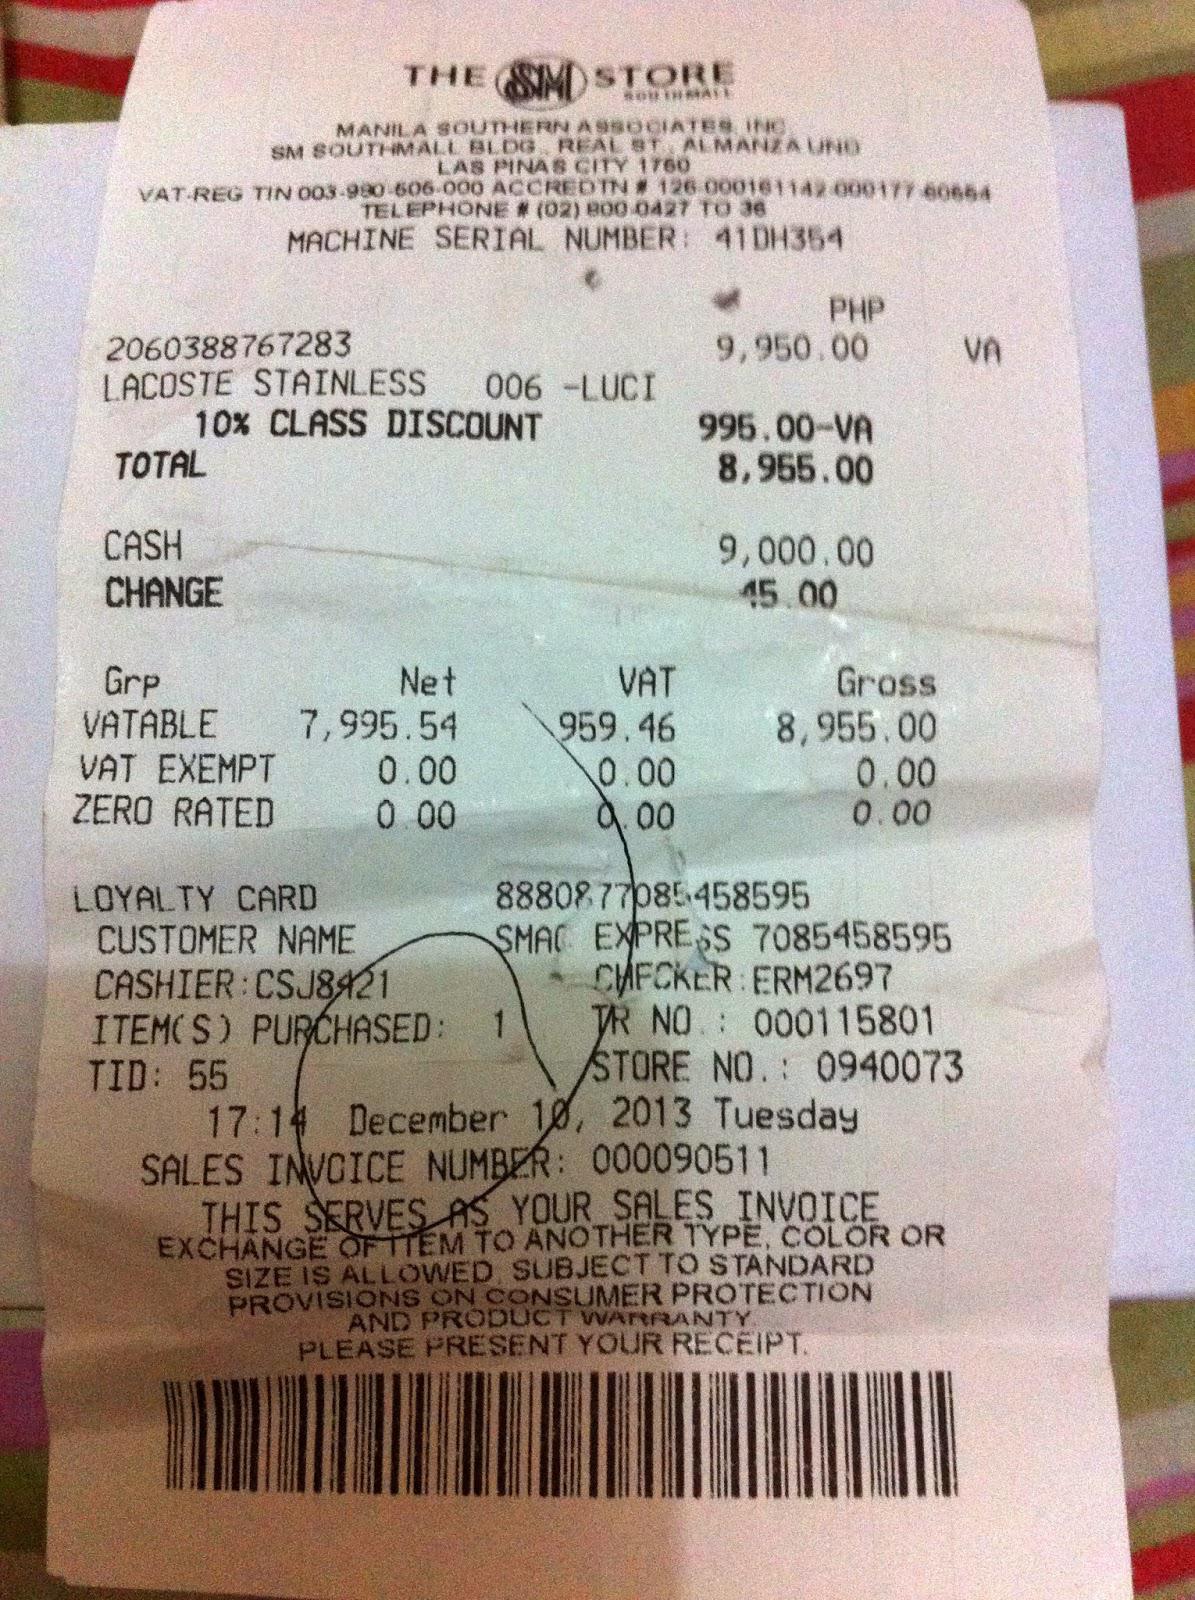 THE SM STORE
SOUTHMALL
MANILA SOUTHERN ASSOCIATES, INC
SM SOUTHMALL BLDG., REAL ST., ALMANZA UNO
LAS PINAS CITY 1760
VAT-REG TIN 003-980-606-000 ACCREDTN # 126-000161142-000177-60664
TELEPHONE # (02) 800-0427 TO 36
MACHINE SERIAL NUMBER: 41DH354
PHP
2060388767283 9,950.00 VA
LACOSTE STAINLESS 006 -LUCI
10% CLASS DISCOUNT 995.00-VA
TOTAL 8,955.00
CASH 9,000.00
CHANGE 45.00
Grp Net VAT Gross
VATABLE 7,995.54 959.46 8,955.00
VAT EXEMPT 0.00 0.00 0.00
ZERO RATED 0.00 0.00 0.00
LOYALTY CARD 8880877085458595
CUSTOMER NAME SMAC EXPRESS 7085458595
CASHIER:CSJ8421 CHECKER:ERM2697
ITEM(S) PURCHASED: 1 TR NO.: 000115801
TID: 55 STORE NO.: 0940073
17:14 December 10, 2013 Tuesday
SALES INVOICE NUMBER: 000090511
THIS SERVES AS YOUR SALES INVOICE
EXCHANGE OF ITEM TO ANOTHER TYPE, COLOR OR
SIZE IS ALLOWED, SUBJECT TO STANDARD
PROVISIONS ON CONSUMER PROTECTION
AND PRODUCT WARRANTY.
PLEASE PRESENT YOUR RECEIPT.